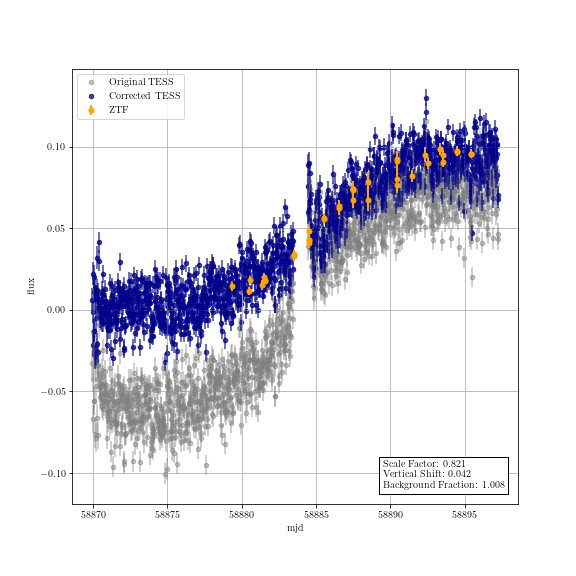 Original TESS
Corrected TESS
ZTF
0.10
0.05
0.00
−0.05
−0.10
flux
Scale Factor: 0.821
Vertical Shift: 0.042
Background Fraction: 1.008
58870 58875 58880 58885 58890 58895
mjd